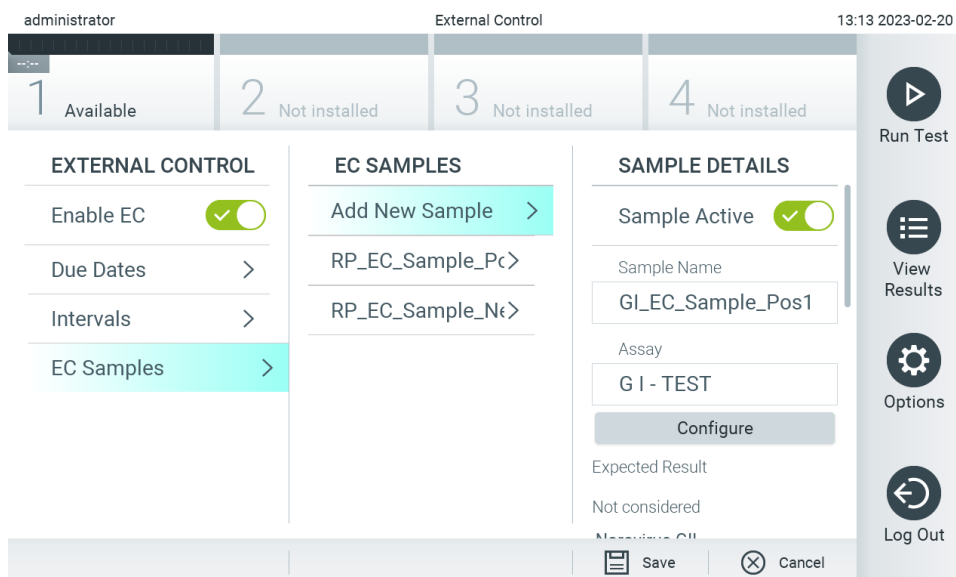 administrator External Control 13:13 2023-02-20
--:--
1 Available 2 Not installed 3 Not installed 4 Not installed
Run Test
EXTERNAL CONTROL
Enable EC
Due Dates
Intervals
EC Samples
EC SAMPLES
Add New Sample
RP_EC_Sample_Po
RP_EC_Sample_Ne
SAMPLE DETAILS
Sample Active
Sample Name
GI_EC_Sample_Pos1
Assay
G I - TEST
Configure
Expected Result
Not considered
Norovirus GII
View
Results
Options
Log Out
Save Cancel